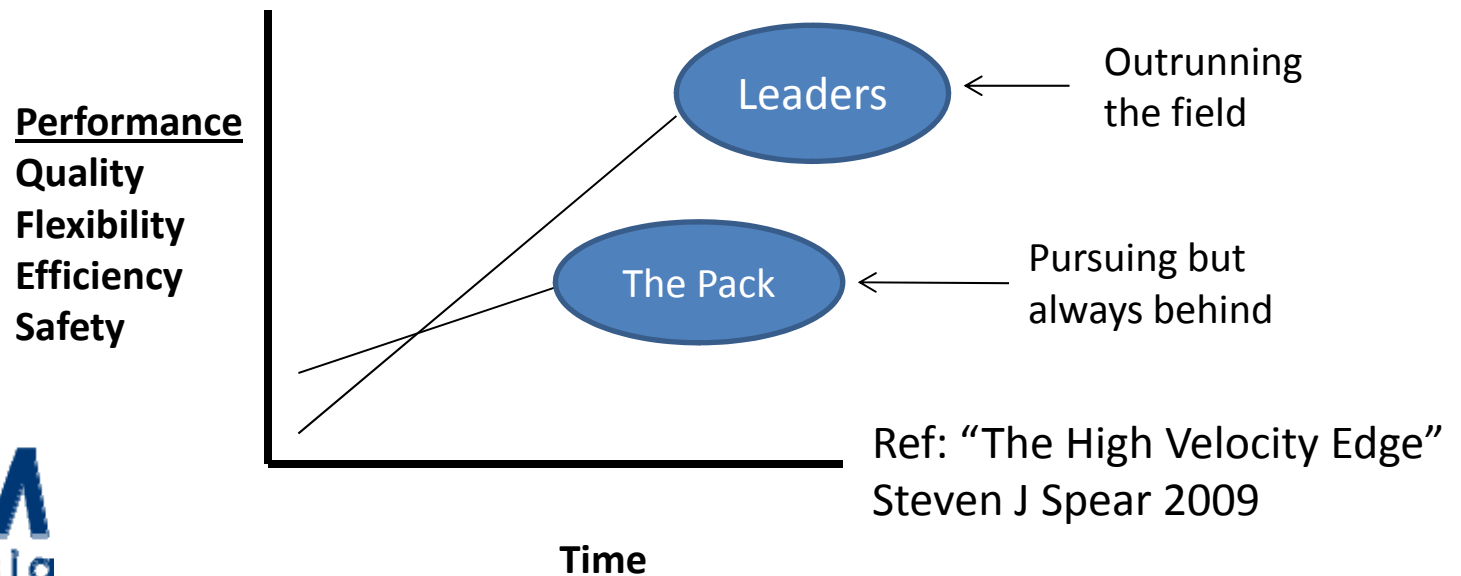 Performance
Quality
Flexibility
Efficiency
Safety
Leaders
Outrunning
the field
The Pack
Pursuing but
always behind
Ref: “The High Velocity Edge”
Steven J Spear 2009
Time